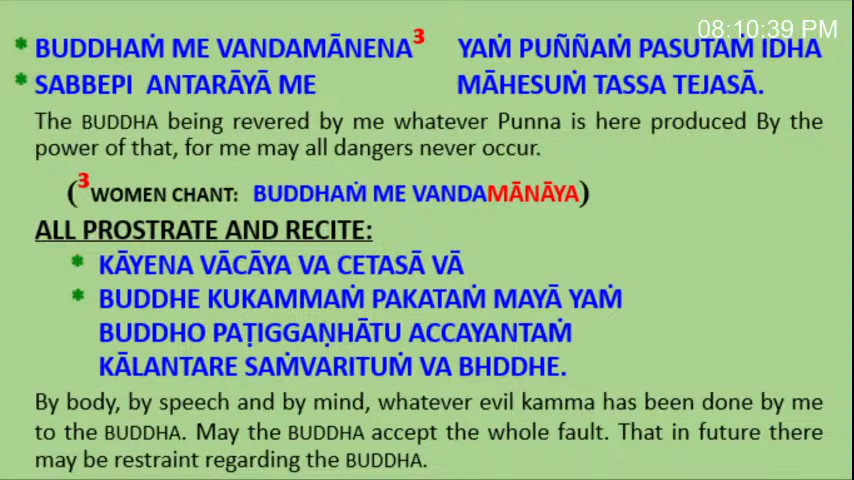 08:10:39 PM
* BUDDHAṀ ME VANDAMĀNENA3 YAṀ PUÑÑAṀ PASUTAṀ IDHA
* SABBEPI ANTARĀYĀ ME MĀHESUṀ TASSA TEJASĀ.
The BUDDHA being revered by me whatever Punna is here produced By the
power of that, for me may all dangers never occur.
(3WOMEN CHANT: BUDDHAṀ ME VANDAMĀNĀYA)
ALL PROSTRATE AND RECITE:
* KĀYENA VĀCĀYA VA CETASĀ VĀ
* BUDDHE KUKAMMAṀ PAKATAṀ MAYĀ YAṀ
BUDDHO PAṬIGGAṆHĀTU ACCAYANTAṀ
KĀLANTARE SAṀVARITUṀ VA BHDDHE.
By body, by speech and by mind, whatever evil kamma has been done by me
to the BUDDHA. May the BUDDHA accept the whole fault. That in future there
may be restraint regarding the BUDDHA.